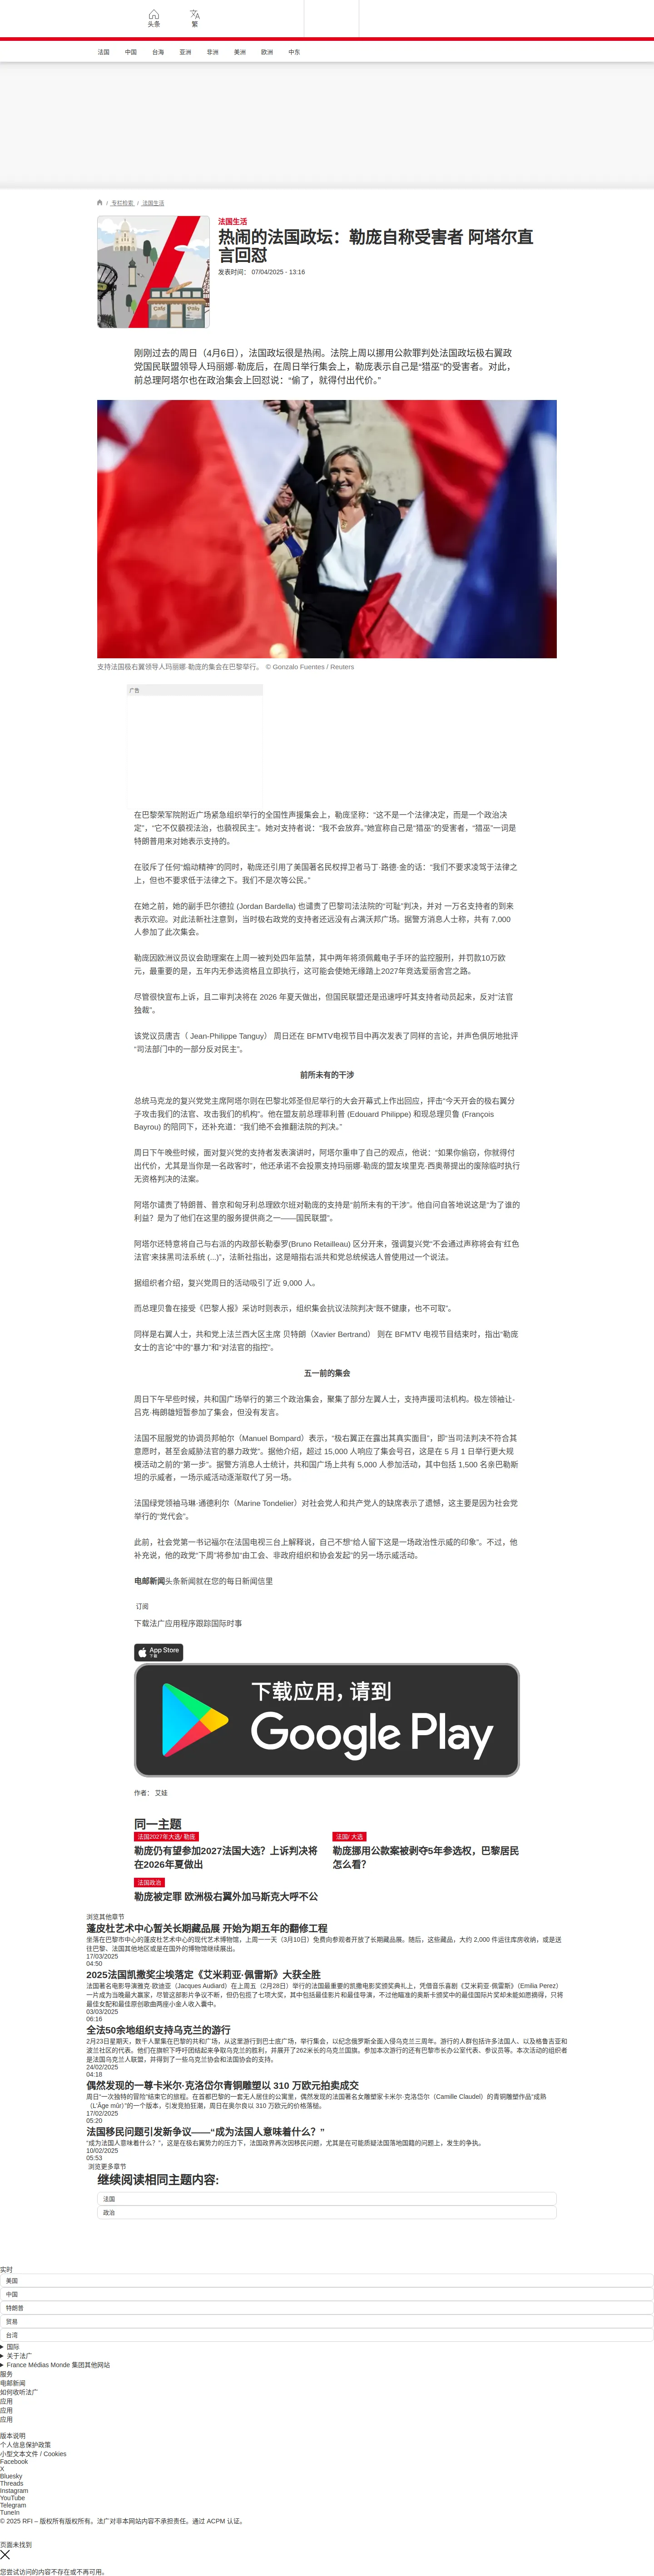 头条
繁
法国
中国
台海
亚洲
非洲
美洲
欧洲
中东
/ 专栏检索 / 法国生活
法国生活
热闹的法国政坛：勒庞自称受害者 阿塔尔直
言回怼
发表时间： 07/04/2025 - 13:16
刚刚过去的周日（4月6日），法国政坛很是热闹。法院上周以挪用公款罪判处法国政坛极右翼政
党国民联盟领导人玛丽娜·勒庞后，在周日举行集会上，勒庞表示自己是“猎巫”的受害者。对此，
前总理阿塔尔也在政治集会上回怼说：“偷了，就得付出代价。”
支持法国极右翼领导人玛丽娜·勒庞的集会在巴黎举行。 © Gonzalo Fuentes / Reuters
广告
在巴黎荣军院附近广场紧急组织举行的全国性声援集会上，勒庞坚称：“这不是一个法律决定，而是一个政治决
定”，“它不仅藐视法治，也藐视民主”。她对支持者说：“我不会放弃。”她宣称自己是“猎巫”的受害者，“猎巫”一词是
特朗普用来对她表示支持的。
在驳斥了任何“煽动精神”的同时，勒庞还引用了美国著名民权捍卫者马丁·路德·金的话：“我们不要求凌驾于法律之
上，但也不要求低于法律之下。我们不是次等公民。”
在她之前，她的副手巴尔德拉 (Jordan Bardella) 也谴责了巴黎司法法院的“可耻”判决，并对 一万名支持者的到来
表示欢迎。对此法新社注意到，当时极右政党的支持者还远没有占满沃邦广场。据警方消息人士称，共有 7,000
人参加了此次集会。
勒庞因欧洲议员议会助理案在上周一被判处四年监禁，其中两年将须佩戴电子手环的监控服刑，并罚款10万欧
元，最重要的是，五年内无参选资格且立即执行，这可能会使她无缘踏上2027年竞选爱丽舍宫之路。
尽管很快宣布上诉，且二审判决将在 2026 年夏天做出，但国民联盟还是迅速呼吁其支持者动员起来，反对“法官
独裁”。
该党议员唐吉（ Jean-Philippe Tanguy） 周日还在 BFMTV电视节目中再次发表了同样的言论，并声色俱厉地批评
“司法部门中的一部分反对民主”。
前所未有的干涉
总统马克龙的复兴党党主席阿塔尔则在巴黎北郊圣但尼举行的大会开幕式上作出回应，抨击“今天开会的极右翼分
子攻击我们的法官、攻击我们的机构”。他在盟友前总理菲利普 (Edouard Philippe) 和现总理贝鲁 (François
Bayrou) 的陪同下，还补充道：“我们绝不会推翻法院的判决。”
周日下午晚些时候，面对复兴党的支持者发表演讲时，阿塔尔重申了自己的观点，他说：“如果你偷窃，你就得付
出代价，尤其是当你是一名政客时”，他还承诺不会投票支持玛丽娜·勒庞的盟友埃里克·西奥蒂提出的废除临时执行
无资格判决的法案。
阿塔尔谴责了特朗普、普京和匈牙利总理欧尔班对勒庞的支持是“前所未有的干涉”。他自问自答地说这是“为了谁的
利益？是为了他们在这里的服务提供商之一——国民联盟”。
阿塔尔还特意将自己与右派的内政部长勒泰罗(Bruno Retailleau) 区分开来，强调复兴党“不会通过声称将会有‘红色
法官’来抹黑司法系统 (...)”，法新社指出，这是暗指右派共和党总统候选人曾使用过一个说法。
据组织者介绍，复兴党周日的活动吸引了近 9,000 人。
而总理贝鲁在接受《巴黎人报》采访时则表示，组织集会抗议法院判决“既不健康，也不可取”。
同样是右翼人士，共和党上法兰西大区主席 贝特朗（Xavier Bertrand） 则在 BFMTV 电视节目结束时，指出“勒庞
女士的言论”中的“暴力”和“对法官的指控”。
五一前的集会
周日下午早些时候，共和国广场举行的第三个政治集会，聚集了部分左翼人士，支持声援司法机构。极左领袖让-
吕克·梅朗雄短暂参加了集会，但没有发言。
法国不屈服党的协调员邦帕尔（Manuel Bompard）表示，“极右翼正在露出其真实面目”，即“当司法判决不符合其
意愿时，甚至会威胁法官的暴力政党”。据他介绍，超过 15,000 人响应了集会号召，这是在 5 月 1 日举行更大规
模活动之前的“第一步”。据警方消息人士统计，共和国广场上共有 5,000 人参加活动，其中包括 1,500 名亲巴勒斯
坦的示威者，一场示威活动逐渐取代了另一场。
法国绿党领袖马琳·通德利尔（Marine Tondelier）对社会党人和共产党人的缺席表示了遗憾，这主要是因为社会党
举行的“党代会”。
此前，社会党第一书记福尔在法国电视三台上解释说，自己不想“给人留下这是一场政治性示威的印象”。不过，他
补充说，他的政党“下周”将参加“由工会、非政府组织和协会发起”的另一场示威活动。
电邮新闻头条新闻就在您的每日新闻信里
订阅
下载法广应用程序跟踪国际时事
App Store
下载
下载应用，请到
Google Play
作者： 艾娃
同一主题
法国2027年大选/ 勒庞
勒庞仍有望参加2027法国大选？上诉判决将
在2026年夏做出
法国/ 大选
勒庞挪用公款案被剥夺5年参选权，巴黎居民
怎么看？
法国政治
勒庞被定罪 欧洲极右翼外加马斯克大呼不公
浏览其他章节
蓬皮杜艺术中心暂关长期藏品展 开始为期五年的翻修工程
坐落在巴黎市中心的蓬皮杜艺术中心的现代艺术博物馆，上周一一天（3月10日）免费向参观者开放了长期藏品展。随后，这些藏品，大约 2,000 件运往库房收纳，或是送
往巴黎、法国其他地区或是在国外的博物馆继续展出。
17/03/2025
04:50
2025法国凯撒奖尘埃落定《艾米莉亚·佩雷斯》大获全胜
法国著名电影导演雅克·欧迪亚（Jacques Audiard）在上周五（2月28日）举行的法国最重要的凯撒电影奖颁奖典礼上，凭借音乐喜剧《艾米莉亚·佩雷斯》（Emilia Perez）
一片成为当晚最大赢家，尽管这部影片争议不断，但仍包揽了七项大奖，其中包括最佳影片和最佳导演，不过他瞄准的奥斯卡颁奖中的最佳国际片奖却未能如愿摘得，只将
最佳女配和最佳原创歌曲两座小金人收入囊中。
03/03/2025
06:16
全法50余地组织支持乌克兰的游行
2月23日星期天，数千人聚集在巴黎的共和广场，从这里游行到巴士底广场，举行集会，以纪念俄罗斯全面入侵乌克兰三周年。游行的人群包括许多法国人、以及格鲁吉亚和
波兰社区的代表。他们在旗帜下呼吁团结起来争取乌克兰的胜利，并展开了262米长的乌克兰国旗。参加本次游行的还有巴黎市长办公室代表、参议员等。本次活动的组织者
是法国乌克兰人联盟，并得到了一些乌克兰协会和法国协会的支持。
24/02/2025
04:18
偶然发现的一尊卡米尔·克洛岱尔青铜雕塑以 310 万欧元拍卖成交
周日“一次独特的冒险”结束它的旅程。在首都巴黎的一套无人居住的公寓里，偶然发现的法国著名女雕塑家卡米尔·克洛岱尔（Camille Claudel）的青铜雕塑作品“成熟
（L'Âge mûr）”的一个版本，引发竞拍狂潮，周日在奥尔良以 310 万欧元的价格落槌。
17/02/2025
05:20
法国移民问题引发新争议——“成为法国人意味着什么？”
“成为法国人意味着什么？”，这是在极右翼势力的压力下，法国政界再次因移民问题，尤其是在可能质疑法国落地国籍的问题上，发生的争执。
10/02/2025
05:53
浏览更多章节
继续阅读相同主题内容:
法国
政治
实时
美国
中国
特朗普
贸易
台湾
国际
关于法广
France Médias Monde 集团其他网站
服务
电邮新闻
如何收听法广
应用
应用
应用
版本说明
个人信息保护政策
小型文本文件 / Cookies
Facebook
X
Bluesky
Threads
Instagram
YouTube
Telegram
TuneIn
© 2025 RFI – 版权所有版权所有。法广对非本网站内容不承担责任。通过 ACPM 认证。
页面未找到
您尝试访问的内容不存在或不再可用。